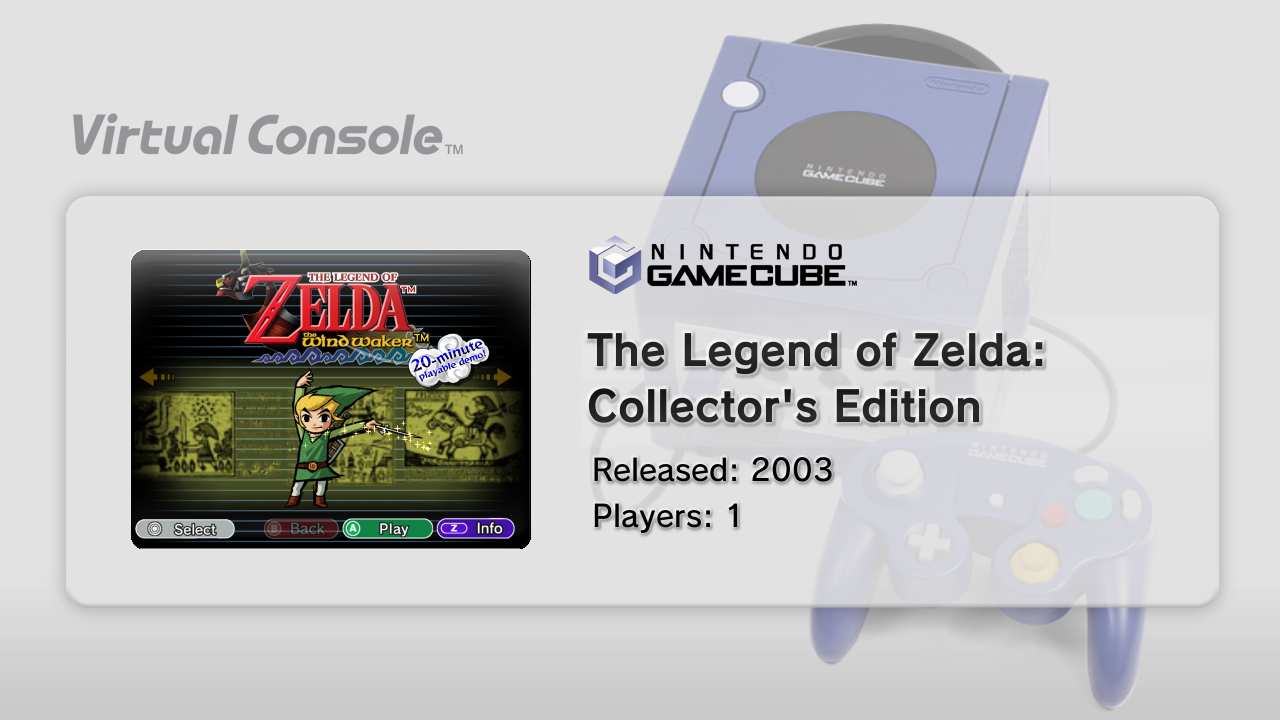 Nintendo
Virtual Console™
NINTENDO
GAMECUBE
NINTENDO
GAMECUBE™
THE LEGEND OF
ZELDA™
the Wind Waker™
20-minute
playable demo!
Select
B Back
A Play
Z Info
The Legend of Zelda:
Collector's Edition
Released: 2003
Players: 1
NINTENDO
GAMECUBE